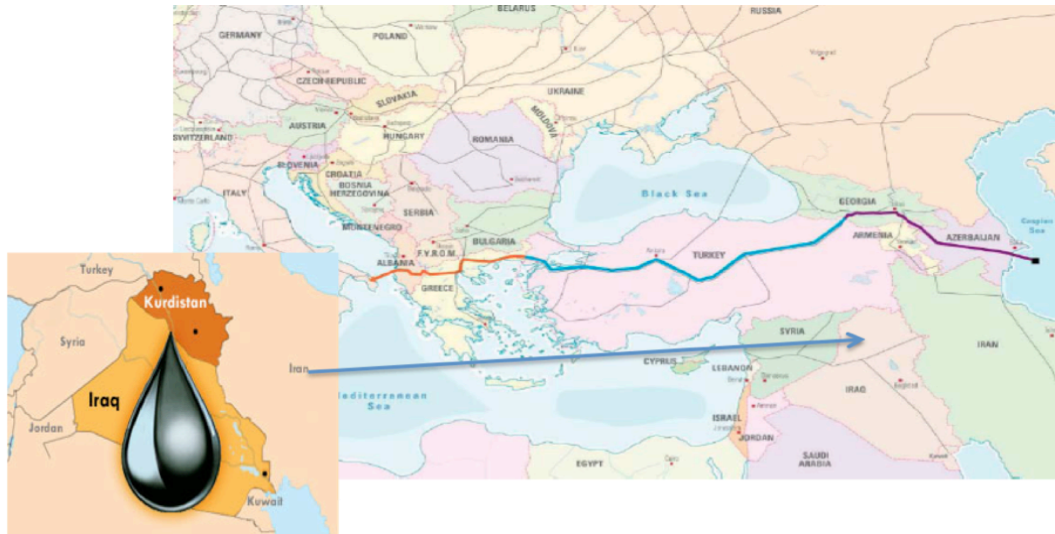 BELARUS
RUSSIA
GERMANY
POLAND
CZECH REPUBLIC
UKRAINE
SLOVAKIA
SWITZERLAND
AUSTRIA
HUNGARY
MOLDOVA
ROMANIA
SLOVENIA
CROATIA
ITALY
BOSNIA
HERZEGOVINA
SERBIA
Black Sea
MONTENEGRO
GEORGIA
Caspian
Sea
BULGARIA
ARMENIA
AZERBAIJAN
F.Y.R.O.M.
ALBANIA
TURKEY
GREECE
SYRIA
IRAN
CYPRUS
LEBANON
Mediterranean
Sea
IRAQ
ISRAEL
JORDAN
EGYPT
SAUDI
ARABIA
Turkey
Kurdistan
Syria
Iran
Iraq
Jordan
Kuwait